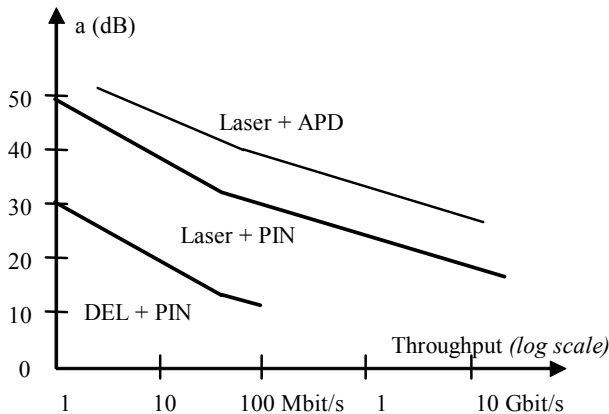 a (dB)
50
40
30
20
10
0
Laser + APD
Laser + PIN
DEL + PIN
Throughput (log scale)
1 10 100 Mbit/s 1 10 Gbit/s